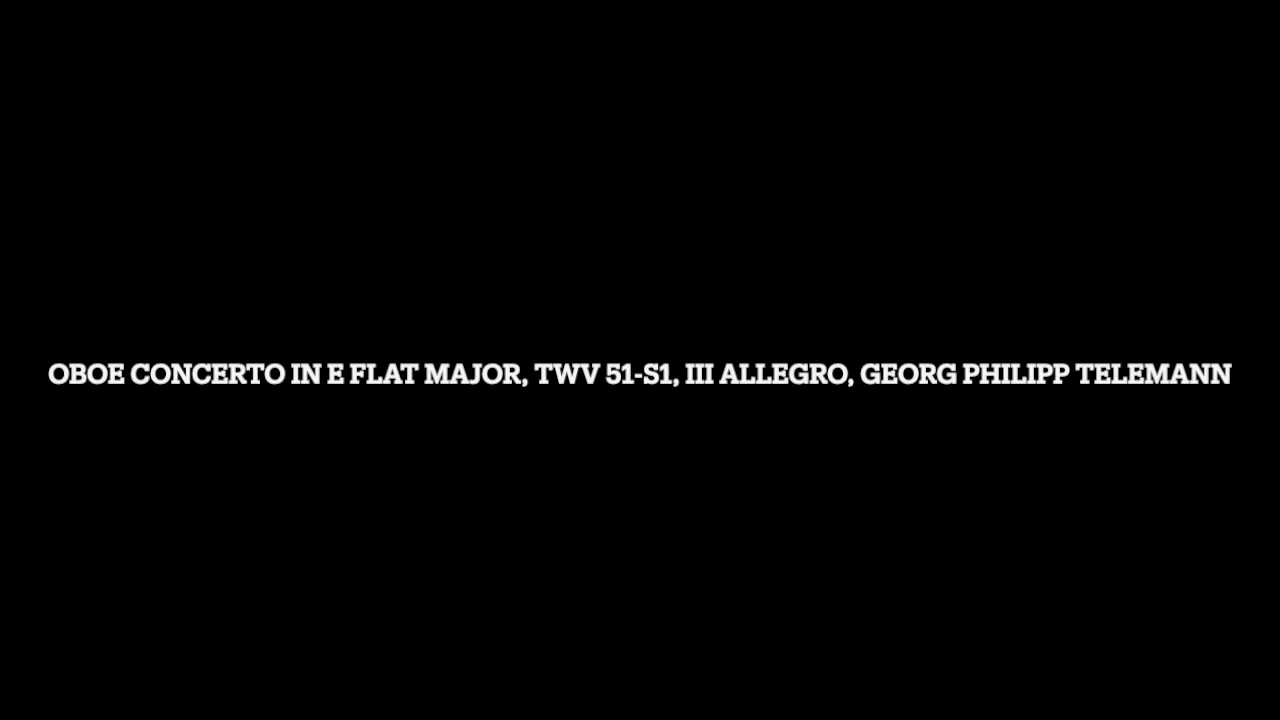 OBOE CONCERTO IN E FLAT MAJOR, TWV 51-S1, III ALLEGRO, GEORG PHILIPP TELEMANN